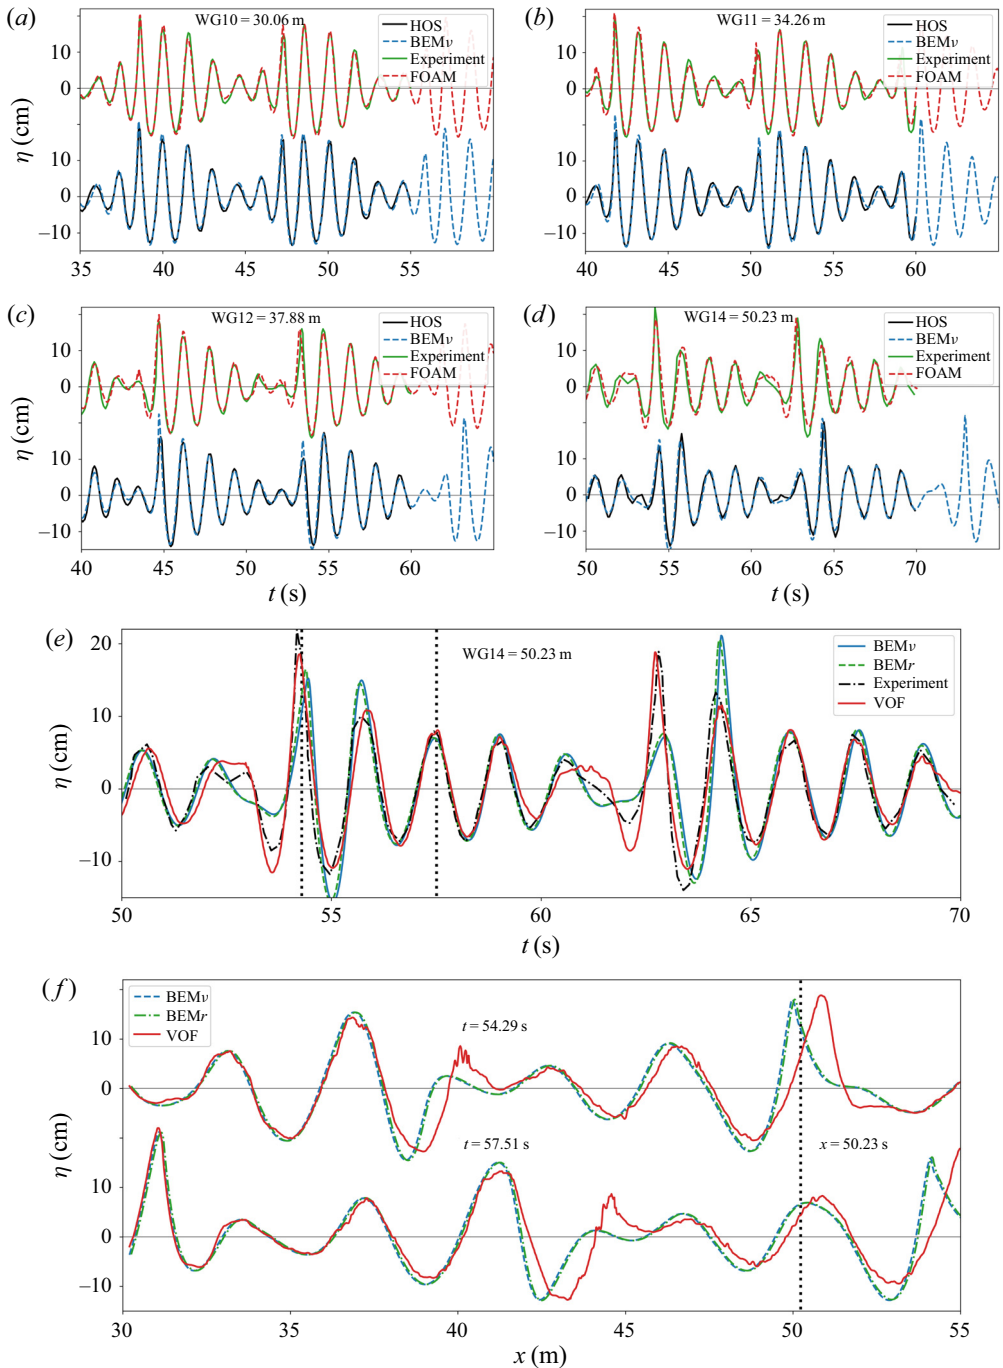 (a)
WG10 = 30.06 m
HOS
BEMν
Experiment
FOAM
10
0
10
0
–10
η (cm)
35
40
45
50
55
(b)
WG11 = 34.26 m
HOS
BEMν
Experiment
FOAM
10
0
10
0
–10
40
45
50
55
60
(c)
WG12 = 37.88 m
HOS
BEMν
Experiment
FOAM
10
0
10
0
–10
η (cm)
40
45
50
55
60
t (s)
(d)
WG14 = 50.23 m
HOS
BEMν
Experiment
FOAM
10
0
10
0
–10
50
55
60
65
70
t (s)
(e)
WG14 = 50.23 m
BEMν
BEMr
Experiment
VOF
20
10
0
–10
η (cm)
50
55
60
65
70
t (s)
(f)
BEMν
BEMr
VOF
t = 54.29 s
t = 57.51 s
x = 50.23 s
10
0
10
0
–10
η (cm)
30
35
40
45
50
55
x (m)